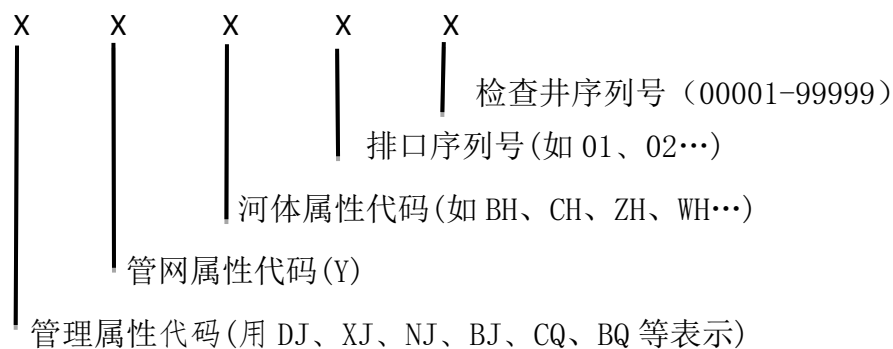 X X X X X
检查井序列号（00001-99999）
排口序列号(如 01、02…)
河体属性代码(如 BH、CH、ZH、WH…)
管网属性代码(Y)
管理属性代码(用 DJ、XJ、NJ、BJ、CQ、BQ 等表示)